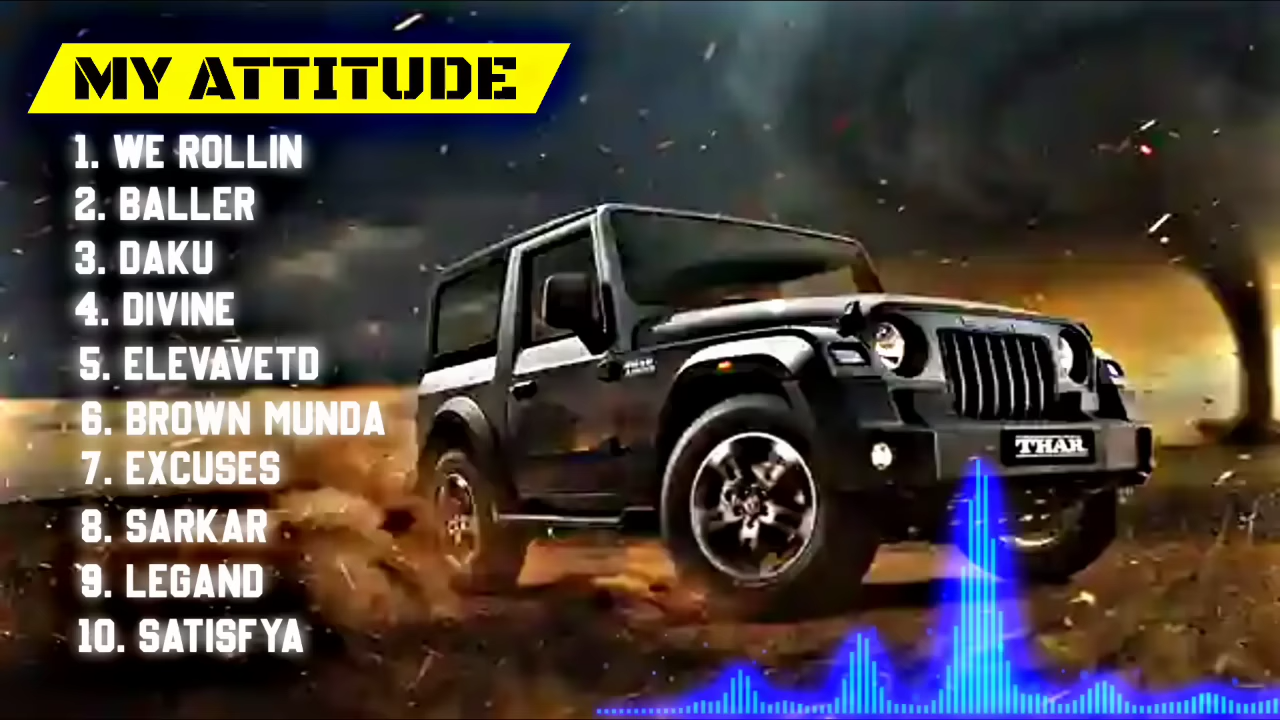 MY ATTITUDE
1. WE ROLLIN
2. BALLER
3. DAKU
4. DIVINE
5. ELEVAVETD
6. BROWN MUNDA
7. EXCUSES
8. SARKAR
9. LEGAND
10. SATISFYA
THAR